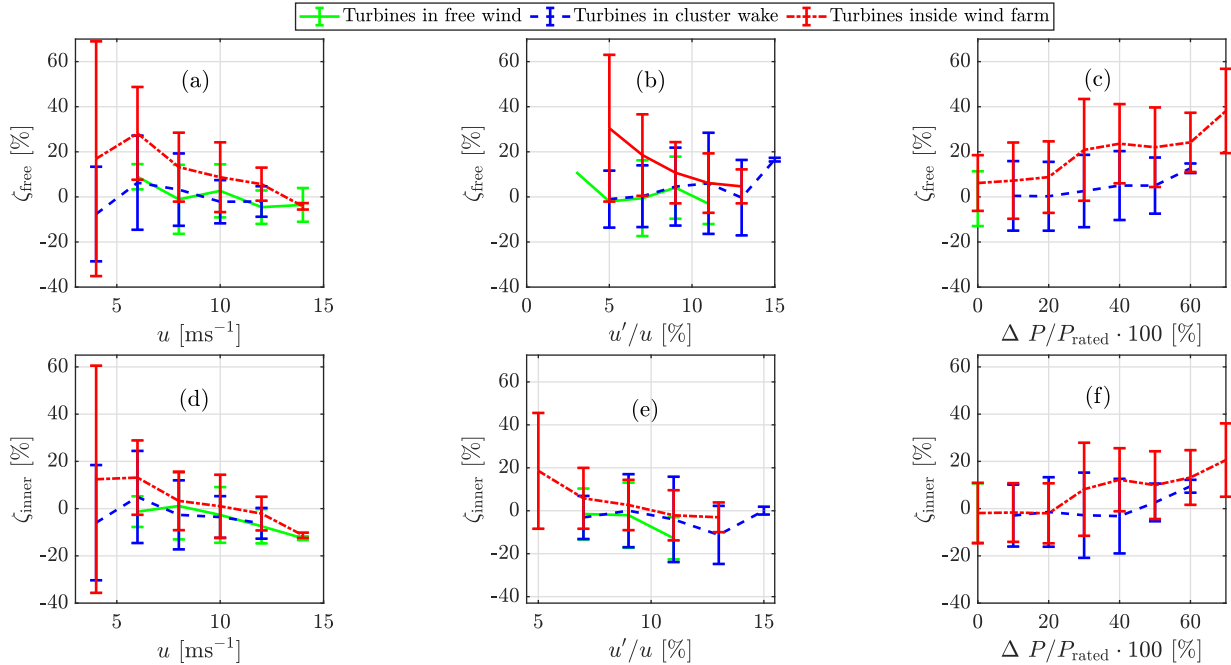 Turbines in free wind Turbines in cluster wake Turbines inside wind farm
60
40
20
0
-20
-40
ζfree [%]
(a)
5 10 15
u [ms⁻¹]
60
40
20
0
-20
-40
ζfree [%]
(b)
0 5 10 15
u′/u [%]
60
40
20
0
-20
-40
ζfree [%]
(c)
0 20 40 60
Δ P/Prated · 100 [%]
60
40
20
0
-20
-40
ζinner [%]
(d)
5 10 15
u [ms⁻¹]
60
40
20
0
-20
-40
ζinner [%]
(e)
5 10 15
u′/u [%]
60
40
20
0
-20
-40
ζinner [%]
(f)
0 20 40 60
Δ P/Prated · 100 [%]